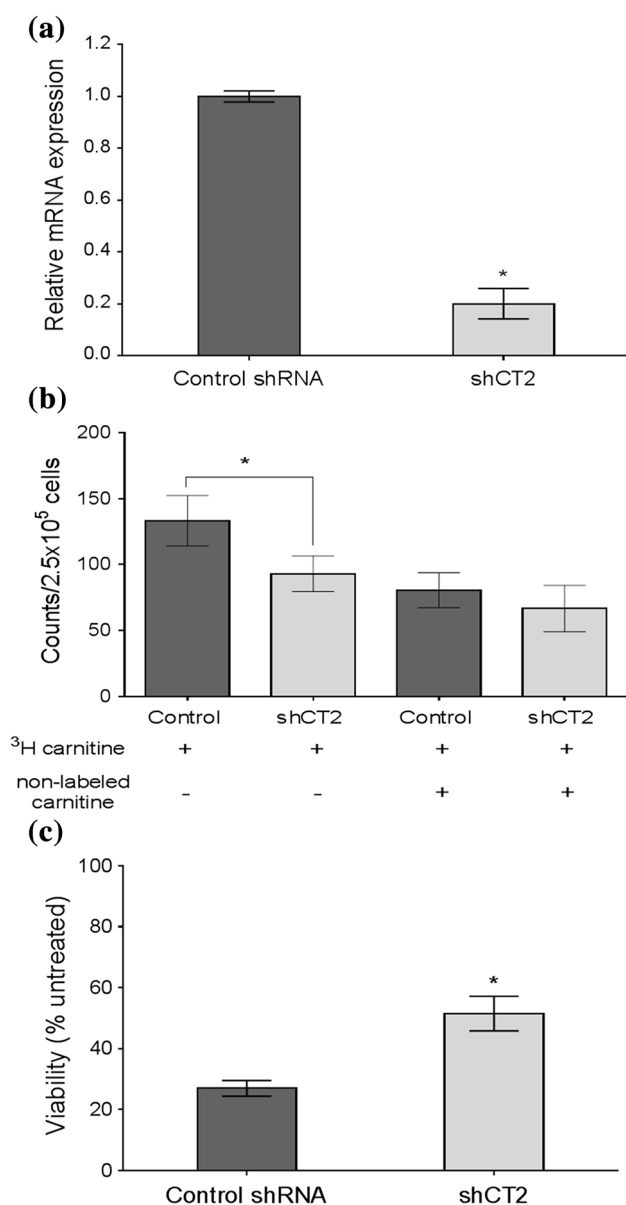 (a)
Relative mRNA expression
1.2
1.0
0.8
0.6
0.4
0.2
0.0
*
Control shRNA shCT2
(b)
Counts/2.5x10⁵ cells
200
150
100
50
0
*
Control shCT2 Control shCT2
³H carnitine + + + +
non-labeled
carnitine - - + +
(c)
Viability (% untreated)
100
80
60
40
20
0
*
Control shRNA shCT2